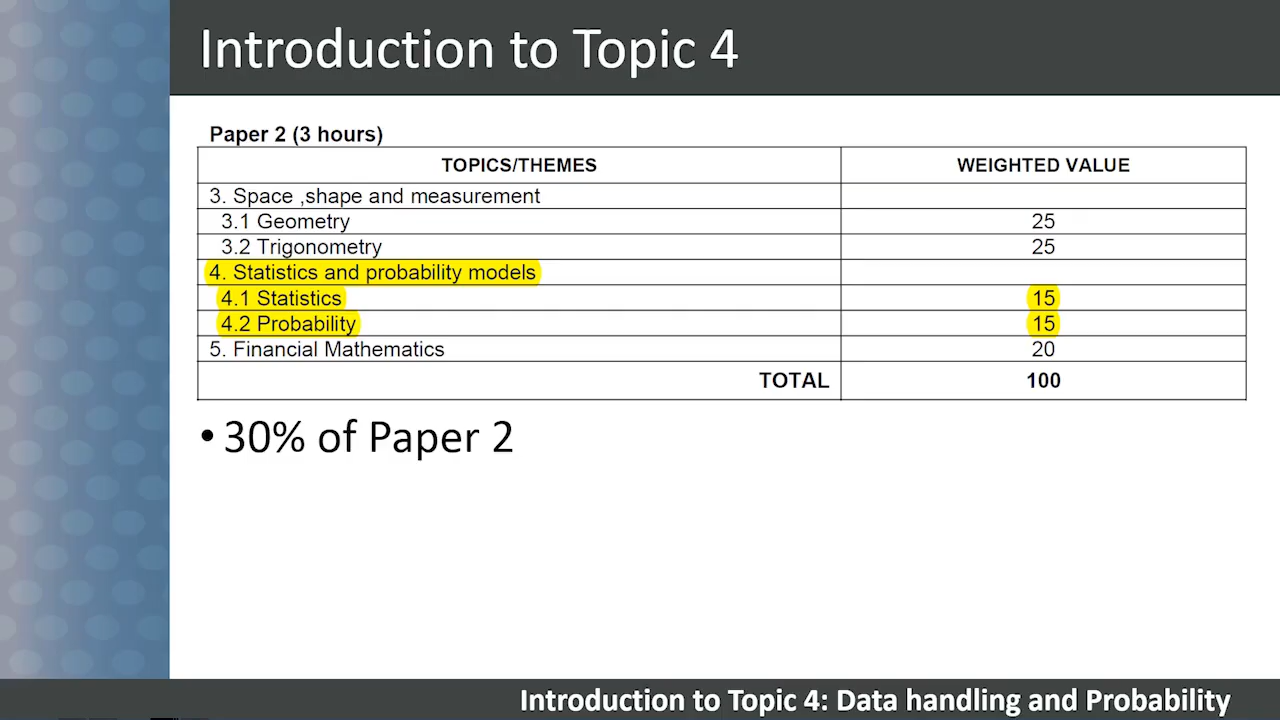 Introduction to Topic 4
Paper 2 (3 hours)
TOPICS/THEMES WEIGHTED VALUE
3. Space ,shape and measurement
3.1 Geometry 25
3.2 Trigonometry 25
4. Statistics and probability models
4.1 Statistics 15
4.2 Probability 15
5. Financial Mathematics 20
TOTAL 100
• 30% of Paper 2
Introduction to Topic 4: Data handling and Probability